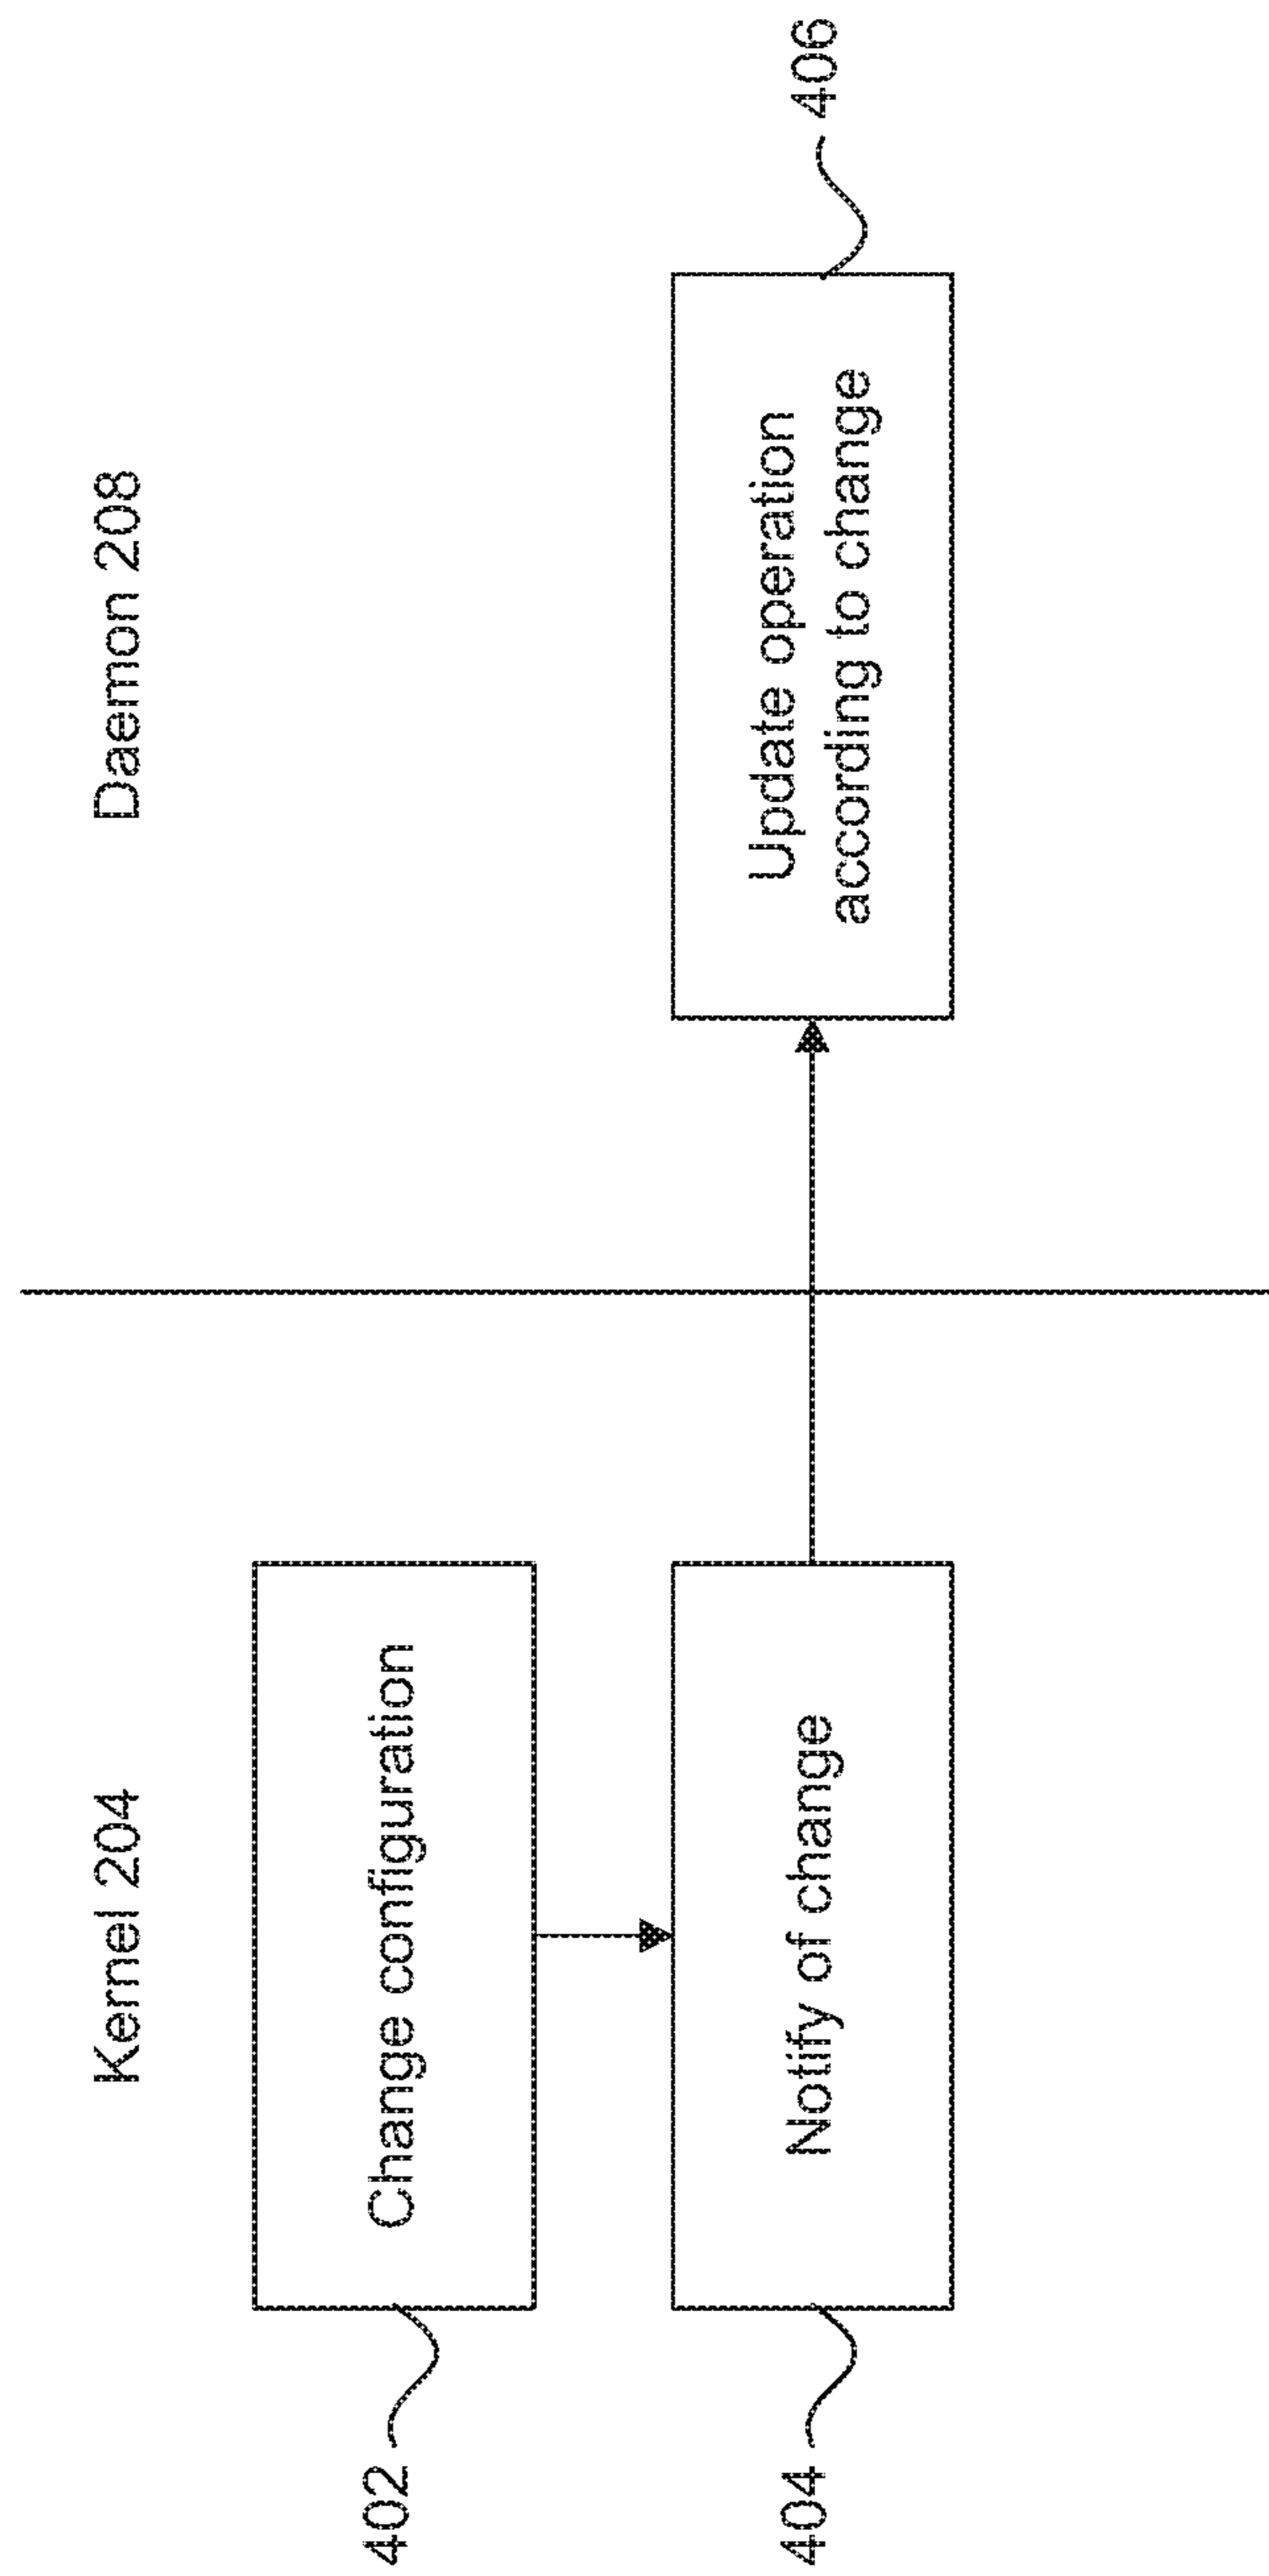 Kernel 204
Daemon 208
402
Change configuration
404
Notify of change
Update operation
according to change
406